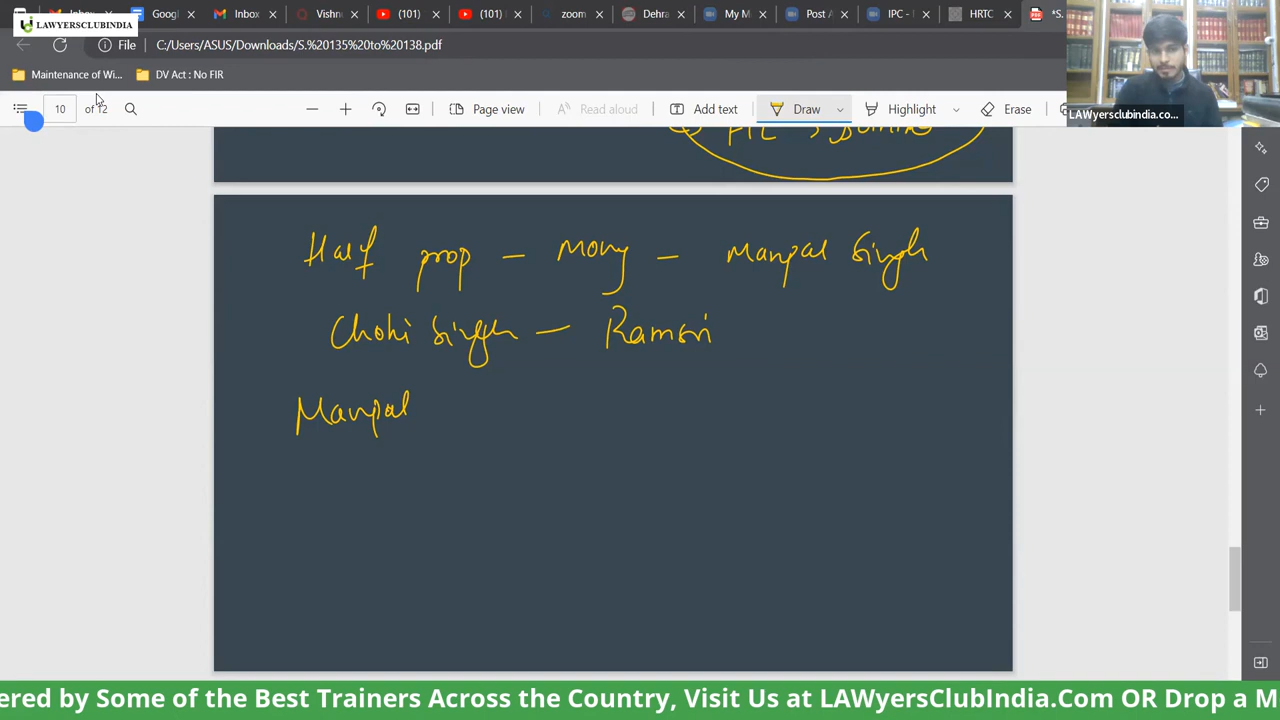 Inbox
Goog
Inbox
Vishn
(101)
(101)
Dehra
My M
Post
IPC -
HRTC
*S.
LAWYERSCLUBINDIA
File
C:/Users/ASUS/Downloads/S.%20135%20to%20138.pdf
Maintenance of Wi...
DV Act : No FIR
10
of 12
Page view
Read aloud
Add text
Draw
Highlight
Erase
LAWyersclubindia.co...
Half prop - Mony - Manpal Singh
Chohi Singh - Ramsri
Manpal
ered by Some of the Best Trainers Across the Country, Visit Us at LAWyersClubIndia.Com OR Drop a M